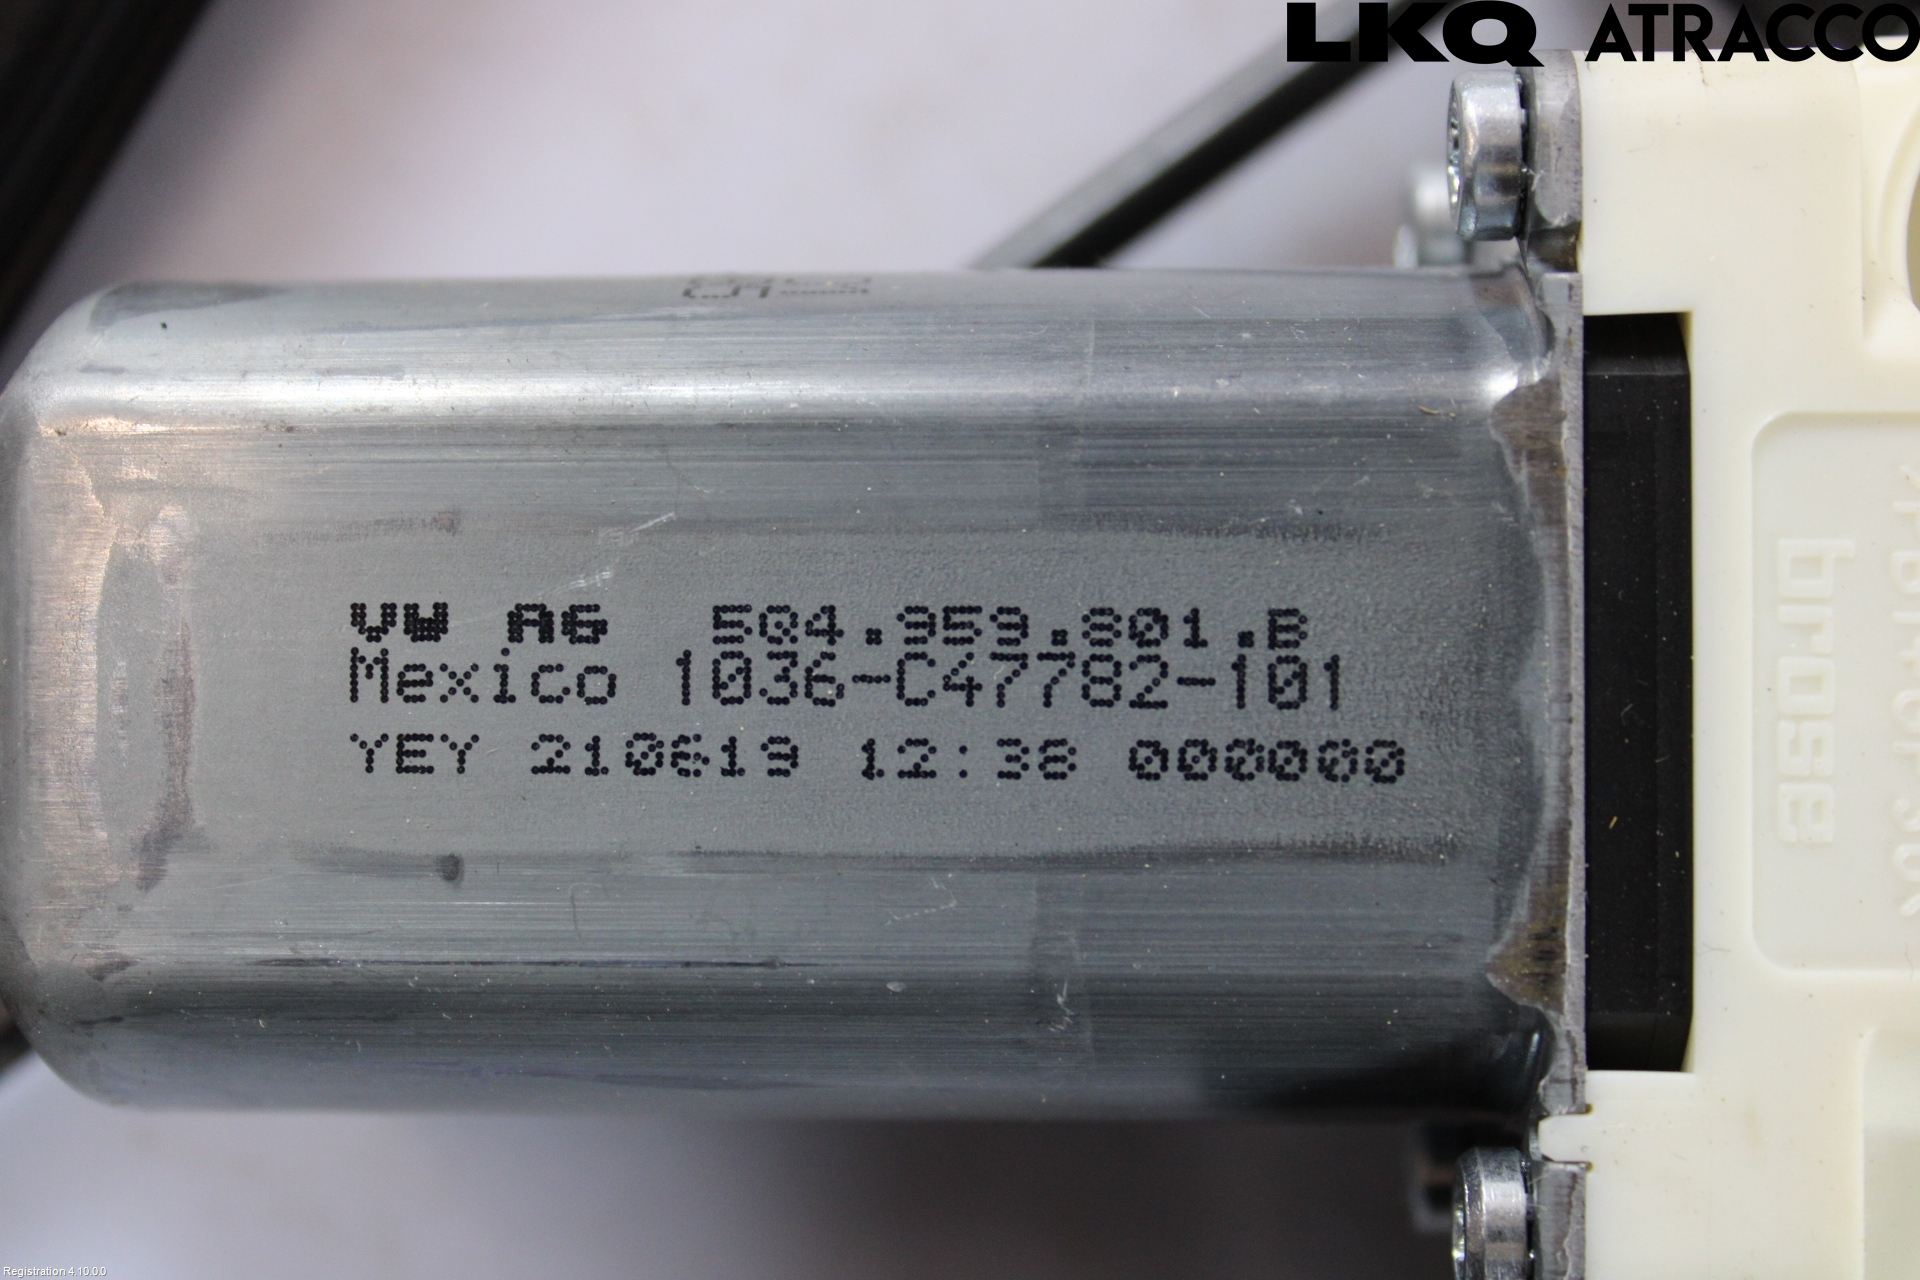 LKQ ATRACCO
VW AG 5Q4.959.801.B
Mexico 1036-C47782-101
YEY 210619 12:38 000000
brose
Registration 4.10.0.0